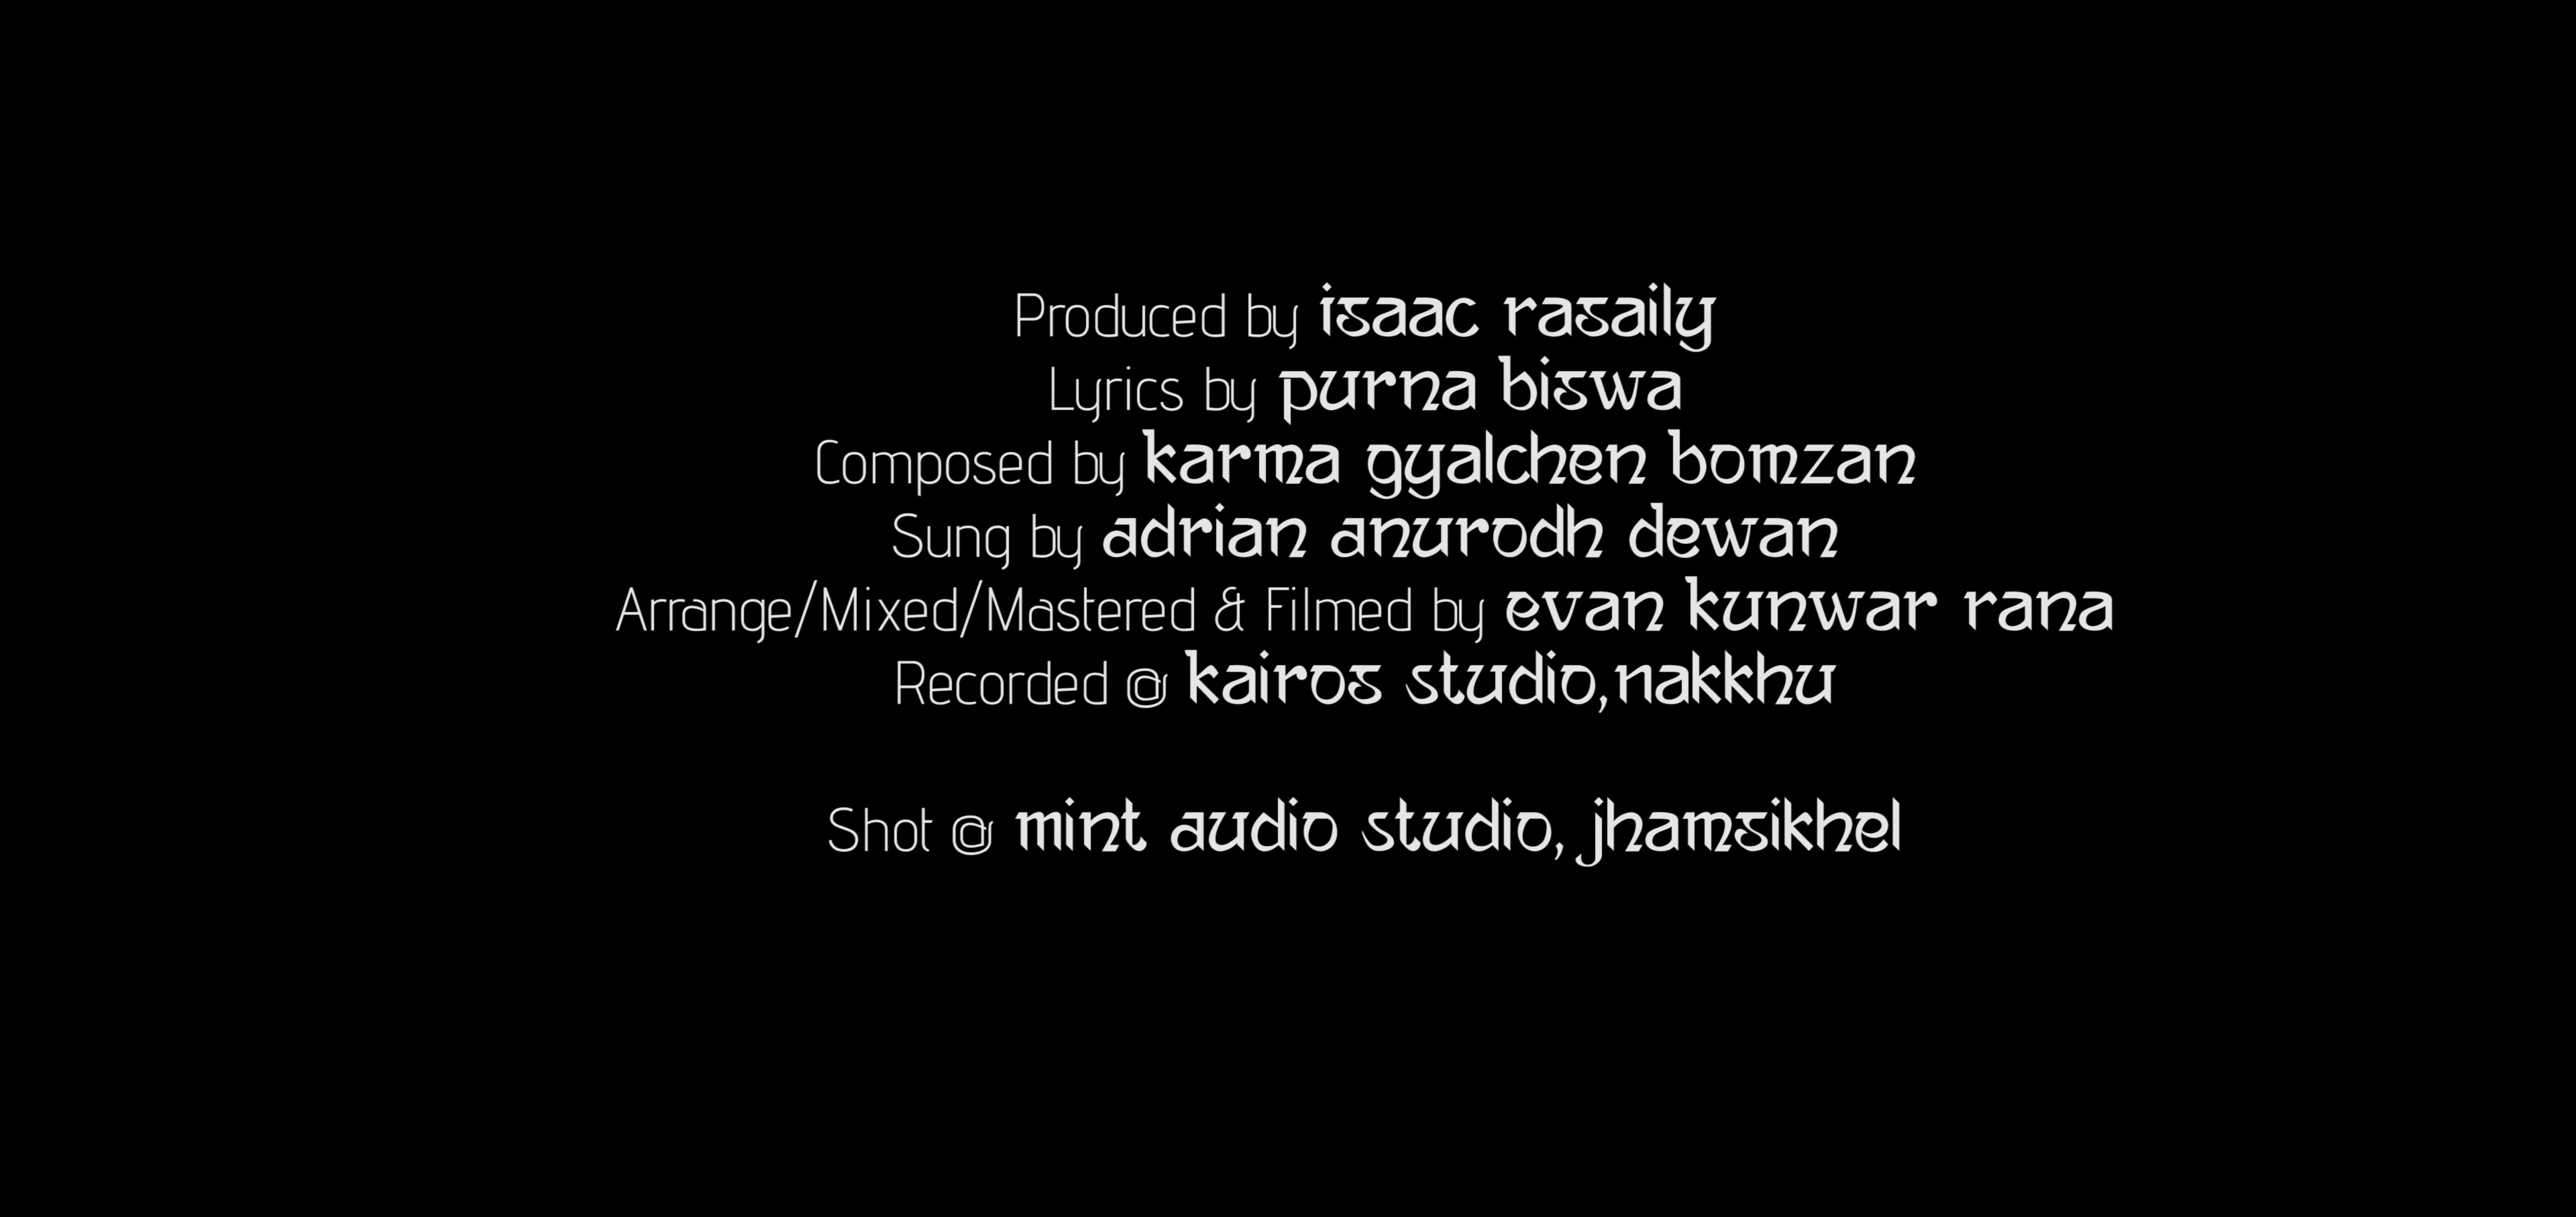 Produced by isaac rasaily
Lyrics by purna biswa
Composed by karma gyalchen bomzan
Sung by adrian anurodh dewan
Arrange/Mixed/Mastered & Filmed by evan kunwar rana
Recorded @ kairos studio,nakkhu
Shot @ mint audio studio, jhamsikhel